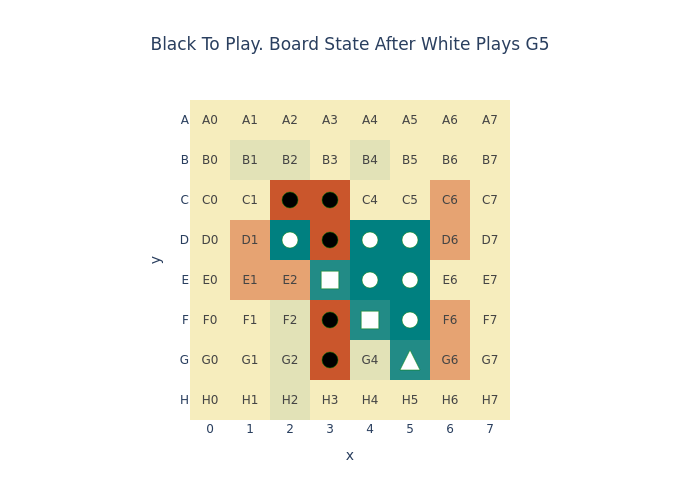 Black To Play. Board State After White Plays G5
A A0 A1 A2 A3 A4 A5 A6 A7
B B0 B1 B2 B3 B4 B5 B6 B7
C C0 C1 C4 C5 C6 C7
D D0 D1 D6 D7
E E0 E1 E2 E6 E7
F F0 F1 F2 F6 F7
G G0 G1 G2 G4 G6 G7
H H0 H1 H2 H3 H4 H5 H6 H7
0 1 2 3 4 5 6 7
x
y